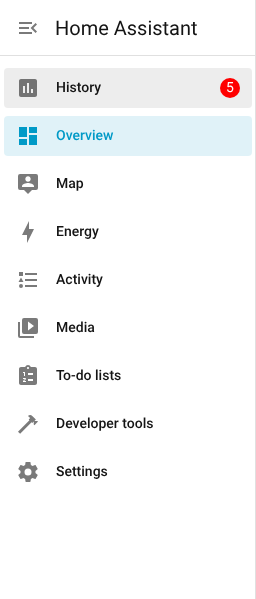 Home Assistant
History 5
Overview
Map
Energy
Activity
Media
To-do lists
Developer tools
Settings